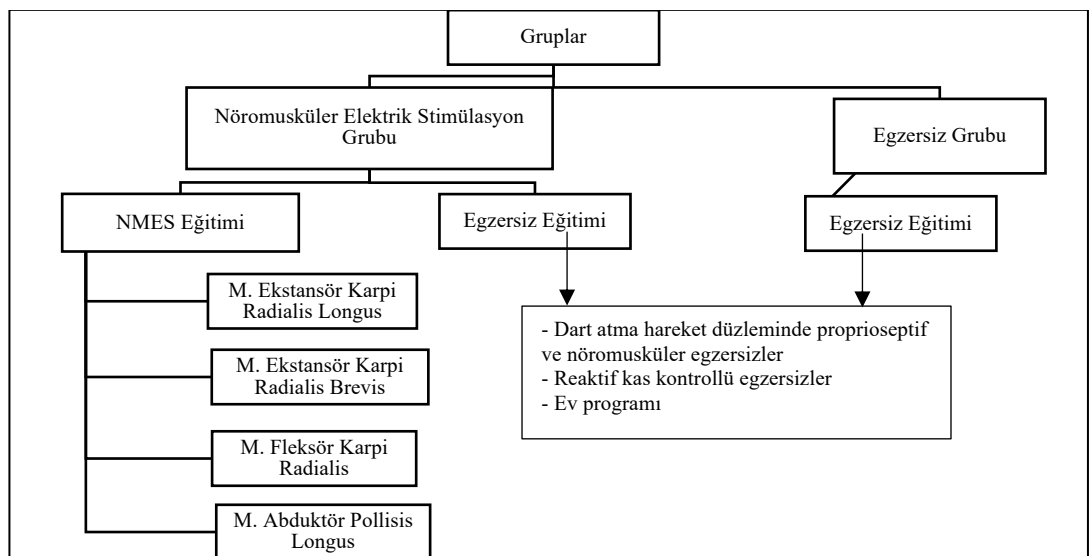 Gruplar
Nöromusküler Elektrik Stimülasyon
Grubu
Egzersiz Grubu
NMES Eğitimi
Egzersiz Eğitimi
Egzersiz Eğitimi
M. Ekstansör Karpi
Radialis Longus
M. Ekstansör Karpi
Radialis Brevis
M. Fleksör Karpi
Radialis
M. Abduktör Pollisis
Longus
- Dart atma hareket düzleminde proprioseptif
ve nöromusküler egzersizler
- Reaktif kas kontrollü egzersizler
- Ev programı